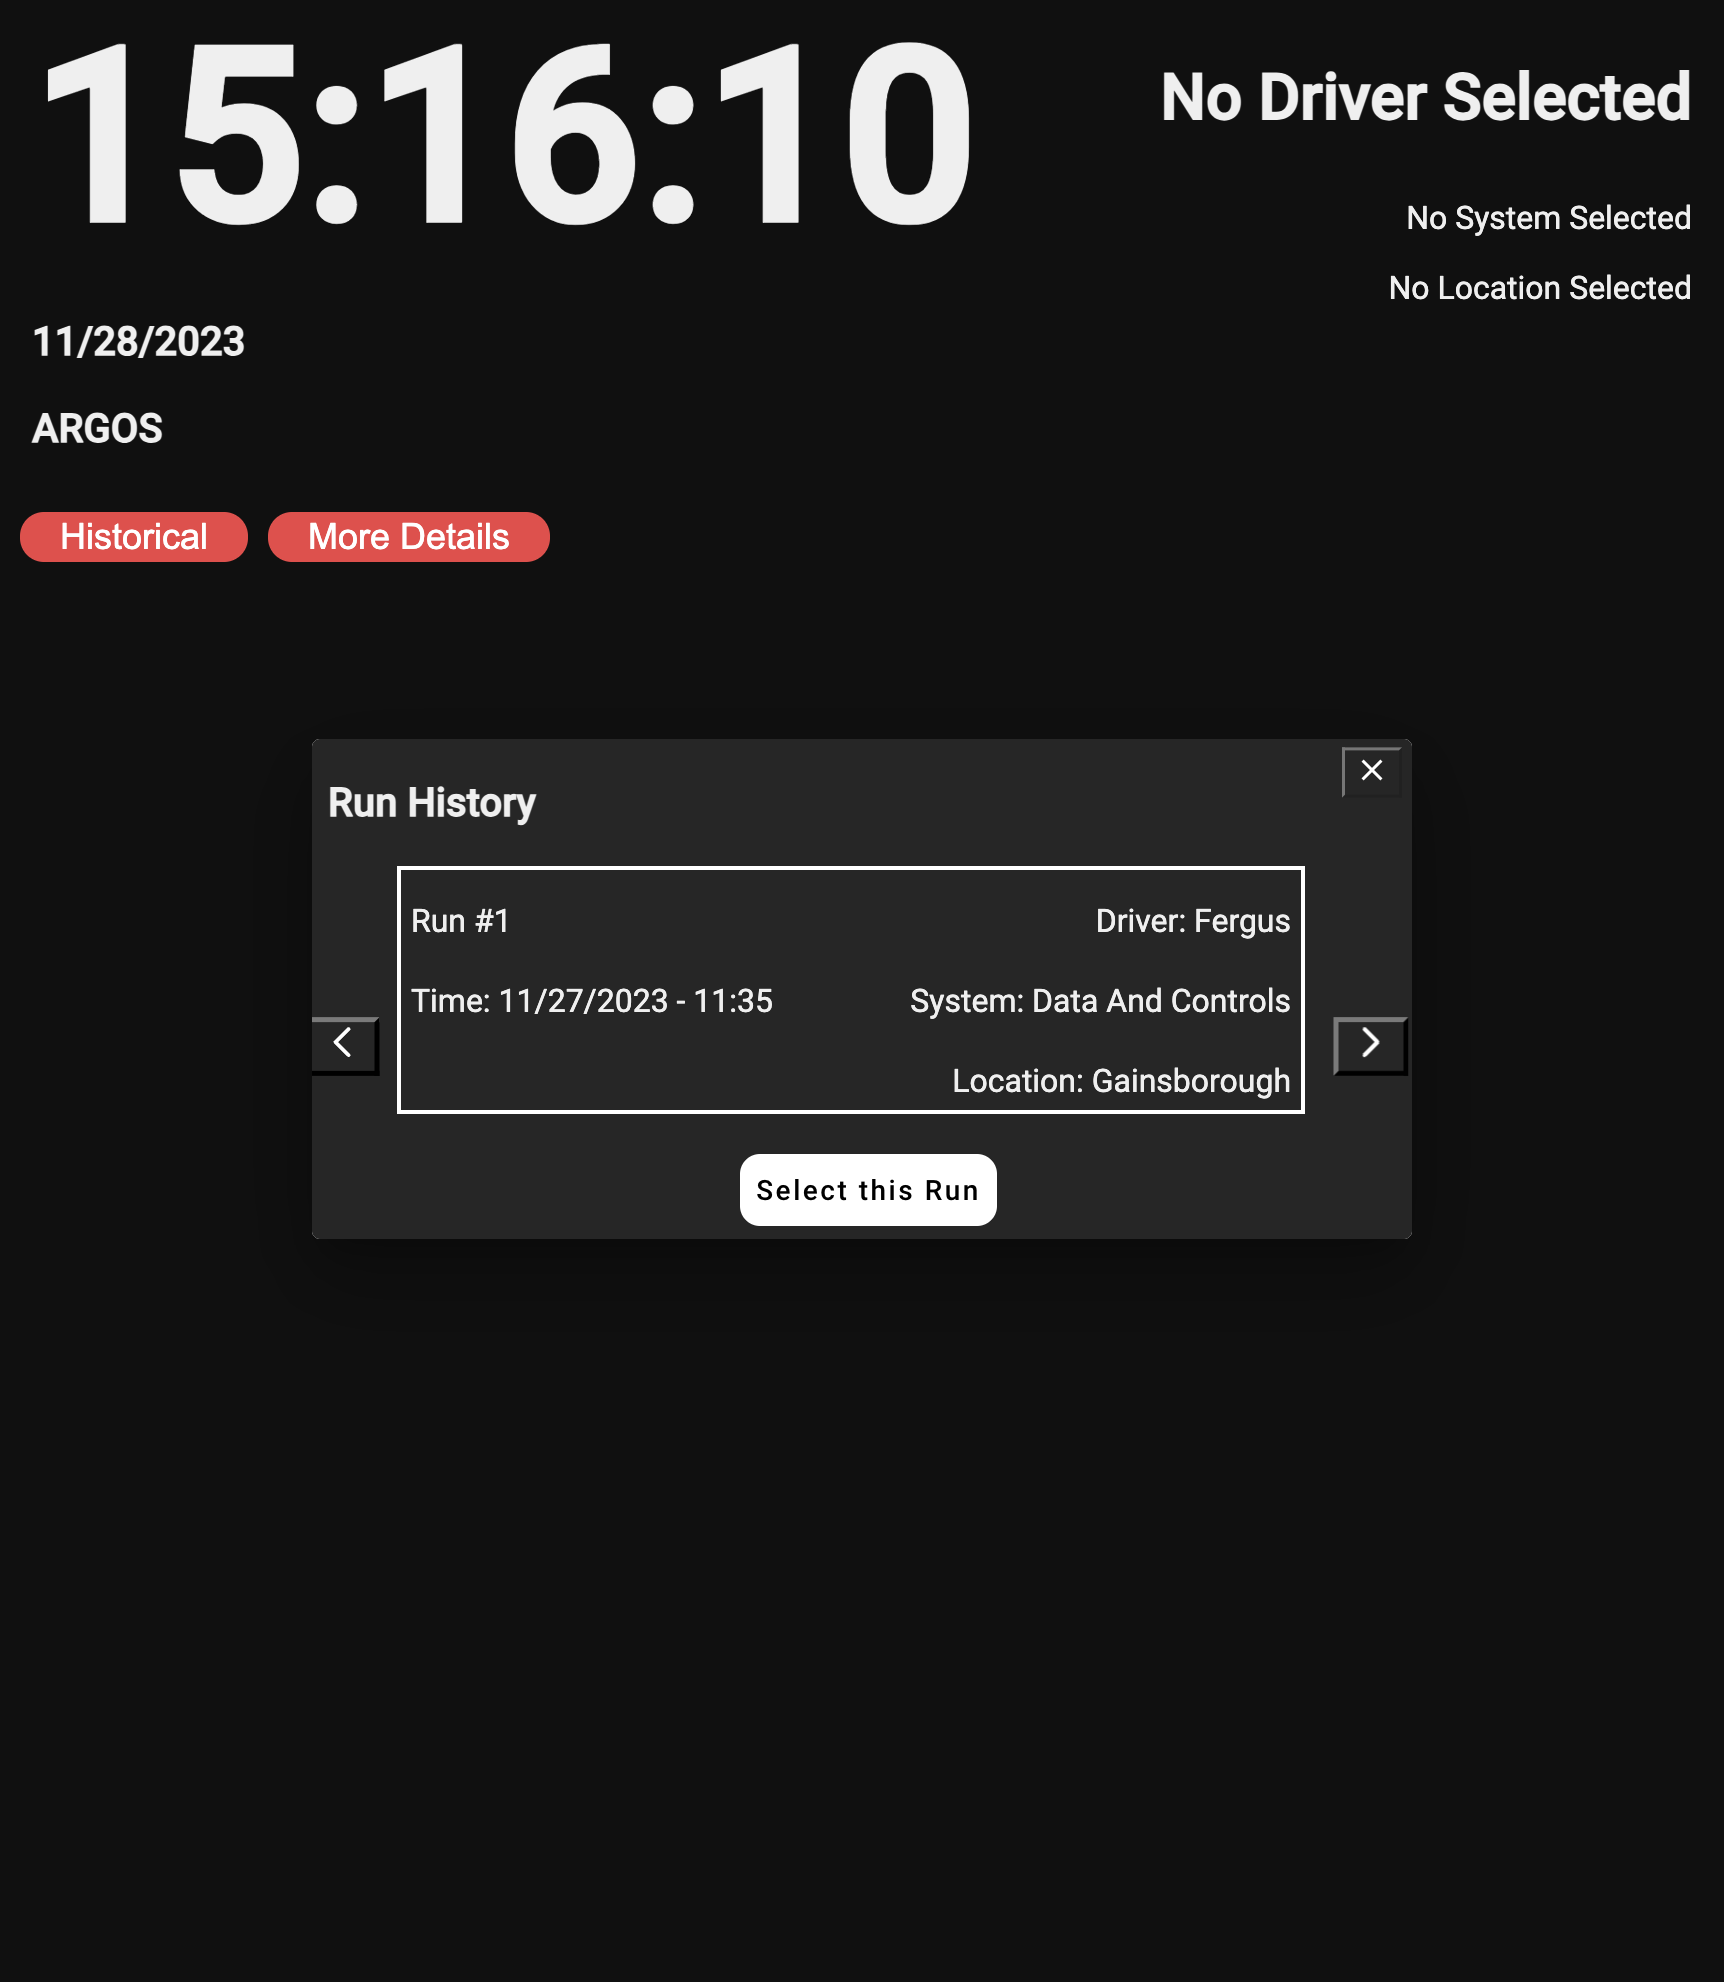 15:16:10
No Driver Selected
No System Selected
No Location Selected
11/28/2023
ARGOS
Historical
More Details
Run History
Run #1
Driver: Fergus
Time: 11/27/2023 - 11:35
System: Data And Controls
Location: Gainsborough
Select this Run